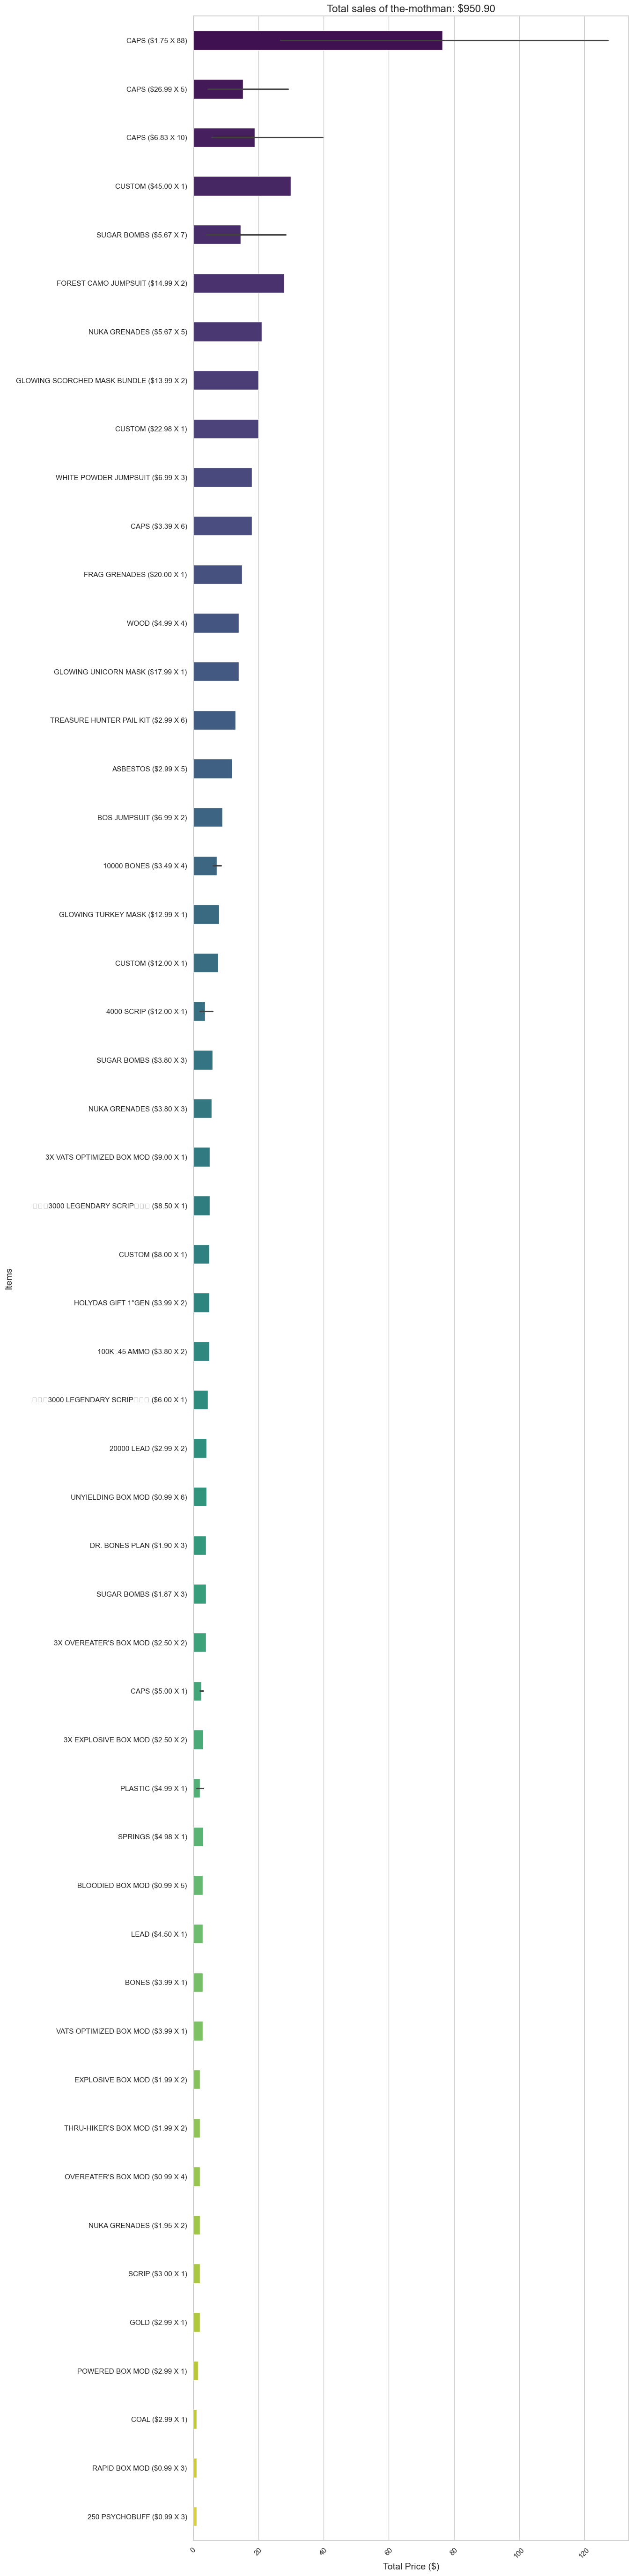 Total sales of the-mothman: $950.90
CAPS ($1.75 X 88)
CAPS ($26.99 X 5)
CAPS ($6.83 X 10)
CUSTOM ($45.00 X 1)
SUGAR BOMBS ($5.67 X 7)
FOREST CAMO JUMPSUIT ($14.99 X 2)
NUKA GRENADES ($5.67 X 5)
GLOWING SCORCHED MASK BUNDLE ($13.99 X 2)
CUSTOM ($22.98 X 1)
WHITE POWDER JUMPSUIT ($6.99 X 3)
CAPS ($3.39 X 6)
FRAG GRENADES ($20.00 X 1)
WOOD ($4.99 X 4)
GLOWING UNICORN MASK ($17.99 X 1)
TREASURE HUNTER PAIL KIT ($2.99 X 6)
ASBESTOS ($2.99 X 5)
BOS JUMPSUIT ($6.99 X 2)
10000 BONES ($3.49 X 4)
GLOWING TURKEY MASK ($12.99 X 1)
CUSTOM ($12.00 X 1)
4000 SCRIP ($12.00 X 1)
SUGAR BOMBS ($3.80 X 3)
NUKA GRENADES ($3.80 X 3)
3X VATS OPTIMIZED BOX MOD ($9.00 X 1)
□□□3000 LEGENDARY SCRIP□□□ ($8.50 X 1)
CUSTOM ($8.00 X 1)
HOLYDAS GIFT 1*GEN ($3.99 X 2)
100K .45 AMMO ($3.80 X 2)
□□□3000 LEGENDARY SCRIP□□□ ($6.00 X 1)
20000 LEAD ($2.99 X 2)
UNYIELDING BOX MOD ($0.99 X 6)
DR. BONES PLAN ($1.90 X 3)
SUGAR BOMBS ($1.87 X 3)
3X OVEREATER'S BOX MOD ($2.50 X 2)
CAPS ($5.00 X 1)
3X EXPLOSIVE BOX MOD ($2.50 X 2)
PLASTIC ($4.99 X 1)
SPRINGS ($4.98 X 1)
BLOODIED BOX MOD ($0.99 X 5)
LEAD ($4.50 X 1)
BONES ($3.99 X 1)
VATS OPTIMIZED BOX MOD ($3.99 X 1)
EXPLOSIVE BOX MOD ($1.99 X 2)
THRU-HIKER'S BOX MOD ($1.99 X 2)
OVEREATER'S BOX MOD ($0.99 X 4)
NUKA GRENADES ($1.95 X 2)
SCRIP ($3.00 X 1)
GOLD ($2.99 X 1)
POWERED BOX MOD ($2.99 X 1)
COAL ($2.99 X 1)
RAPID BOX MOD ($0.99 X 3)
250 PSYCHOBUFF ($0.99 X 3)
Items
0 20 40 60 80 100 120
Total Price ($)